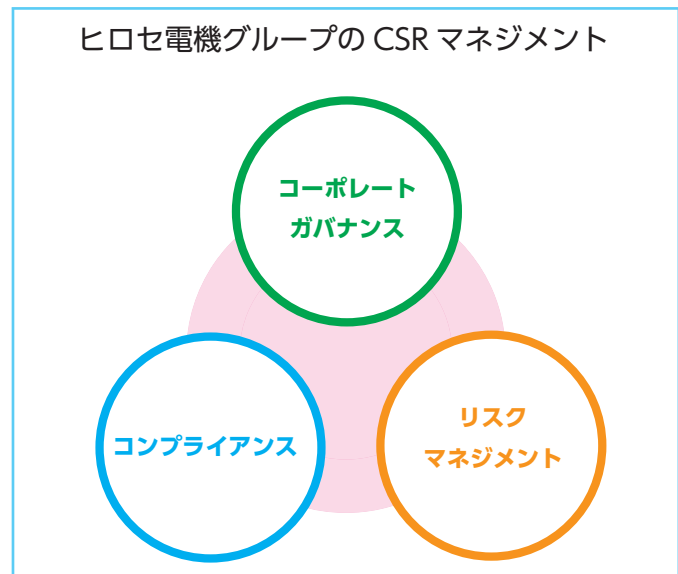 ヒロセ電機グループの CSR マネジメント
コーポレート
ガバナンス
コンプライアンス
リスク
マネジメント